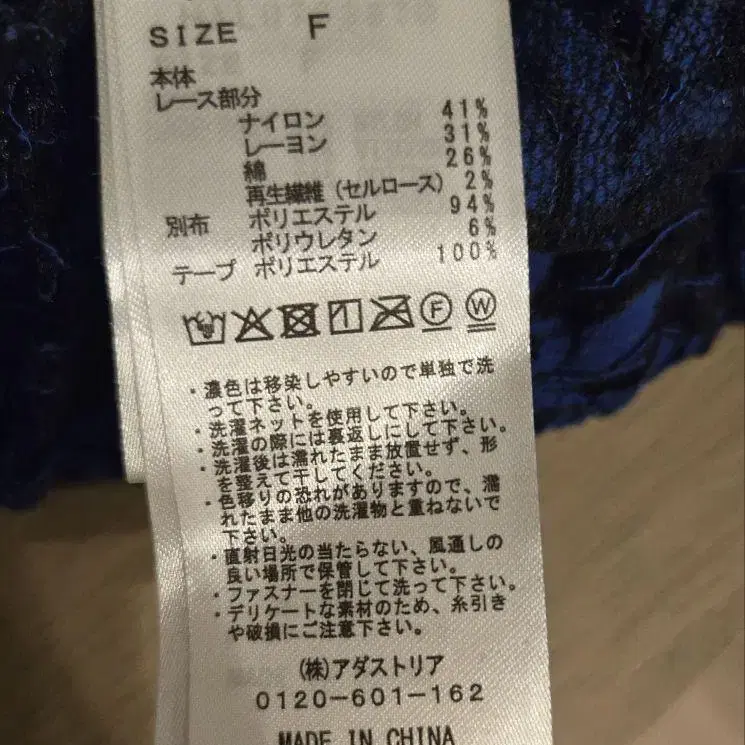 SIZE F
本体
レース部分
ナイロン 41%
レーヨン 31%
綿 26%
再生繊維（セルロース） 2%
別布 ポリエステル 94%
ポリウレタン 6%
テープ ポリエステル 100%
F W
・濃色は移染しやすいので単独で洗
って下さい。
・洗濯ネットを使用して下さい。
・洗濯の際には裏返しにして下さい。
・洗濯後は濡れたまま放置せず、形
を整えて干してください。
・色移りの恐れがありますので、濡
れたまま他の洗濯物と重ねないで
下さい。
・直射日光の当たらない、風通しの
良い場所で保管して下さい。
・ファスナーを閉じて洗って下さい。
・デリケートな素材のため、糸引き
や破損にご注意下さい。
(株)アダストリア
0120-601-162
MADE IN CHINA